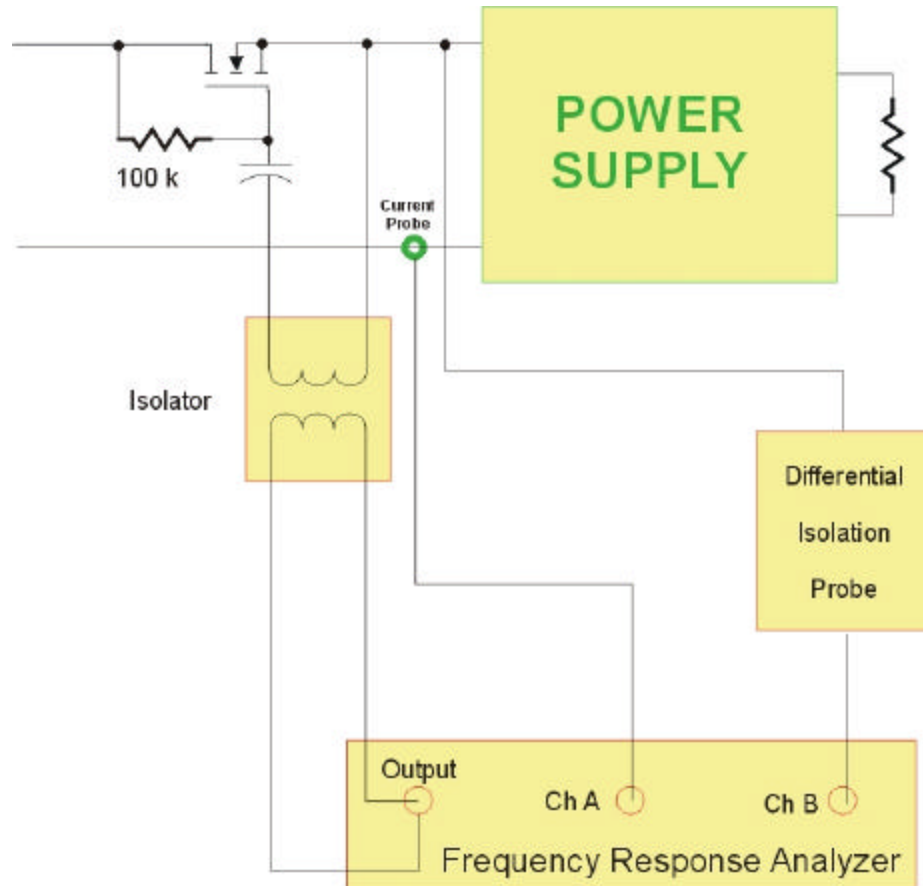 POWER
SUPPLY
100 k
Current
Probe
Isolator
Differential
Isolation
Probe
Output
Ch A
Ch B
Frequency Response Analyzer